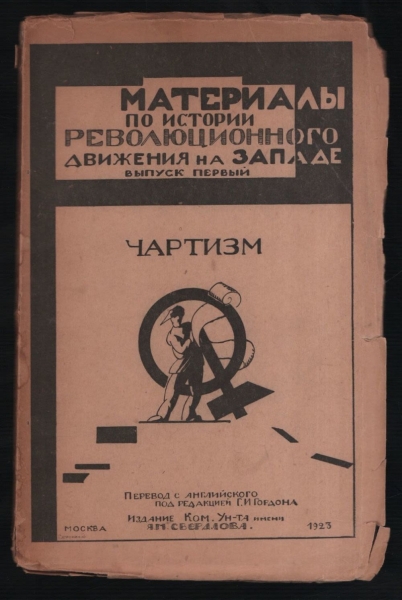 МАТЕРИАЛЫ
ПО ИСТОРИИ
РЕВОЛЮЦИОННОГО
ДВИЖЕНИЯ НА ЗАПАДЕ
ВЫПУСК ПЕРВЫЙ
ЧАРТИЗМ
ПЕРЕВОД С АНГЛИЙСКОГО
ПОД РЕДАКЦИЕЙ Г.И ГОРДОНА
ИЗДАНИЕ КОМ. УН-ТА ИМЕНИ
Я.М. СВЕРДЛОВА.
МОСКВА 1923